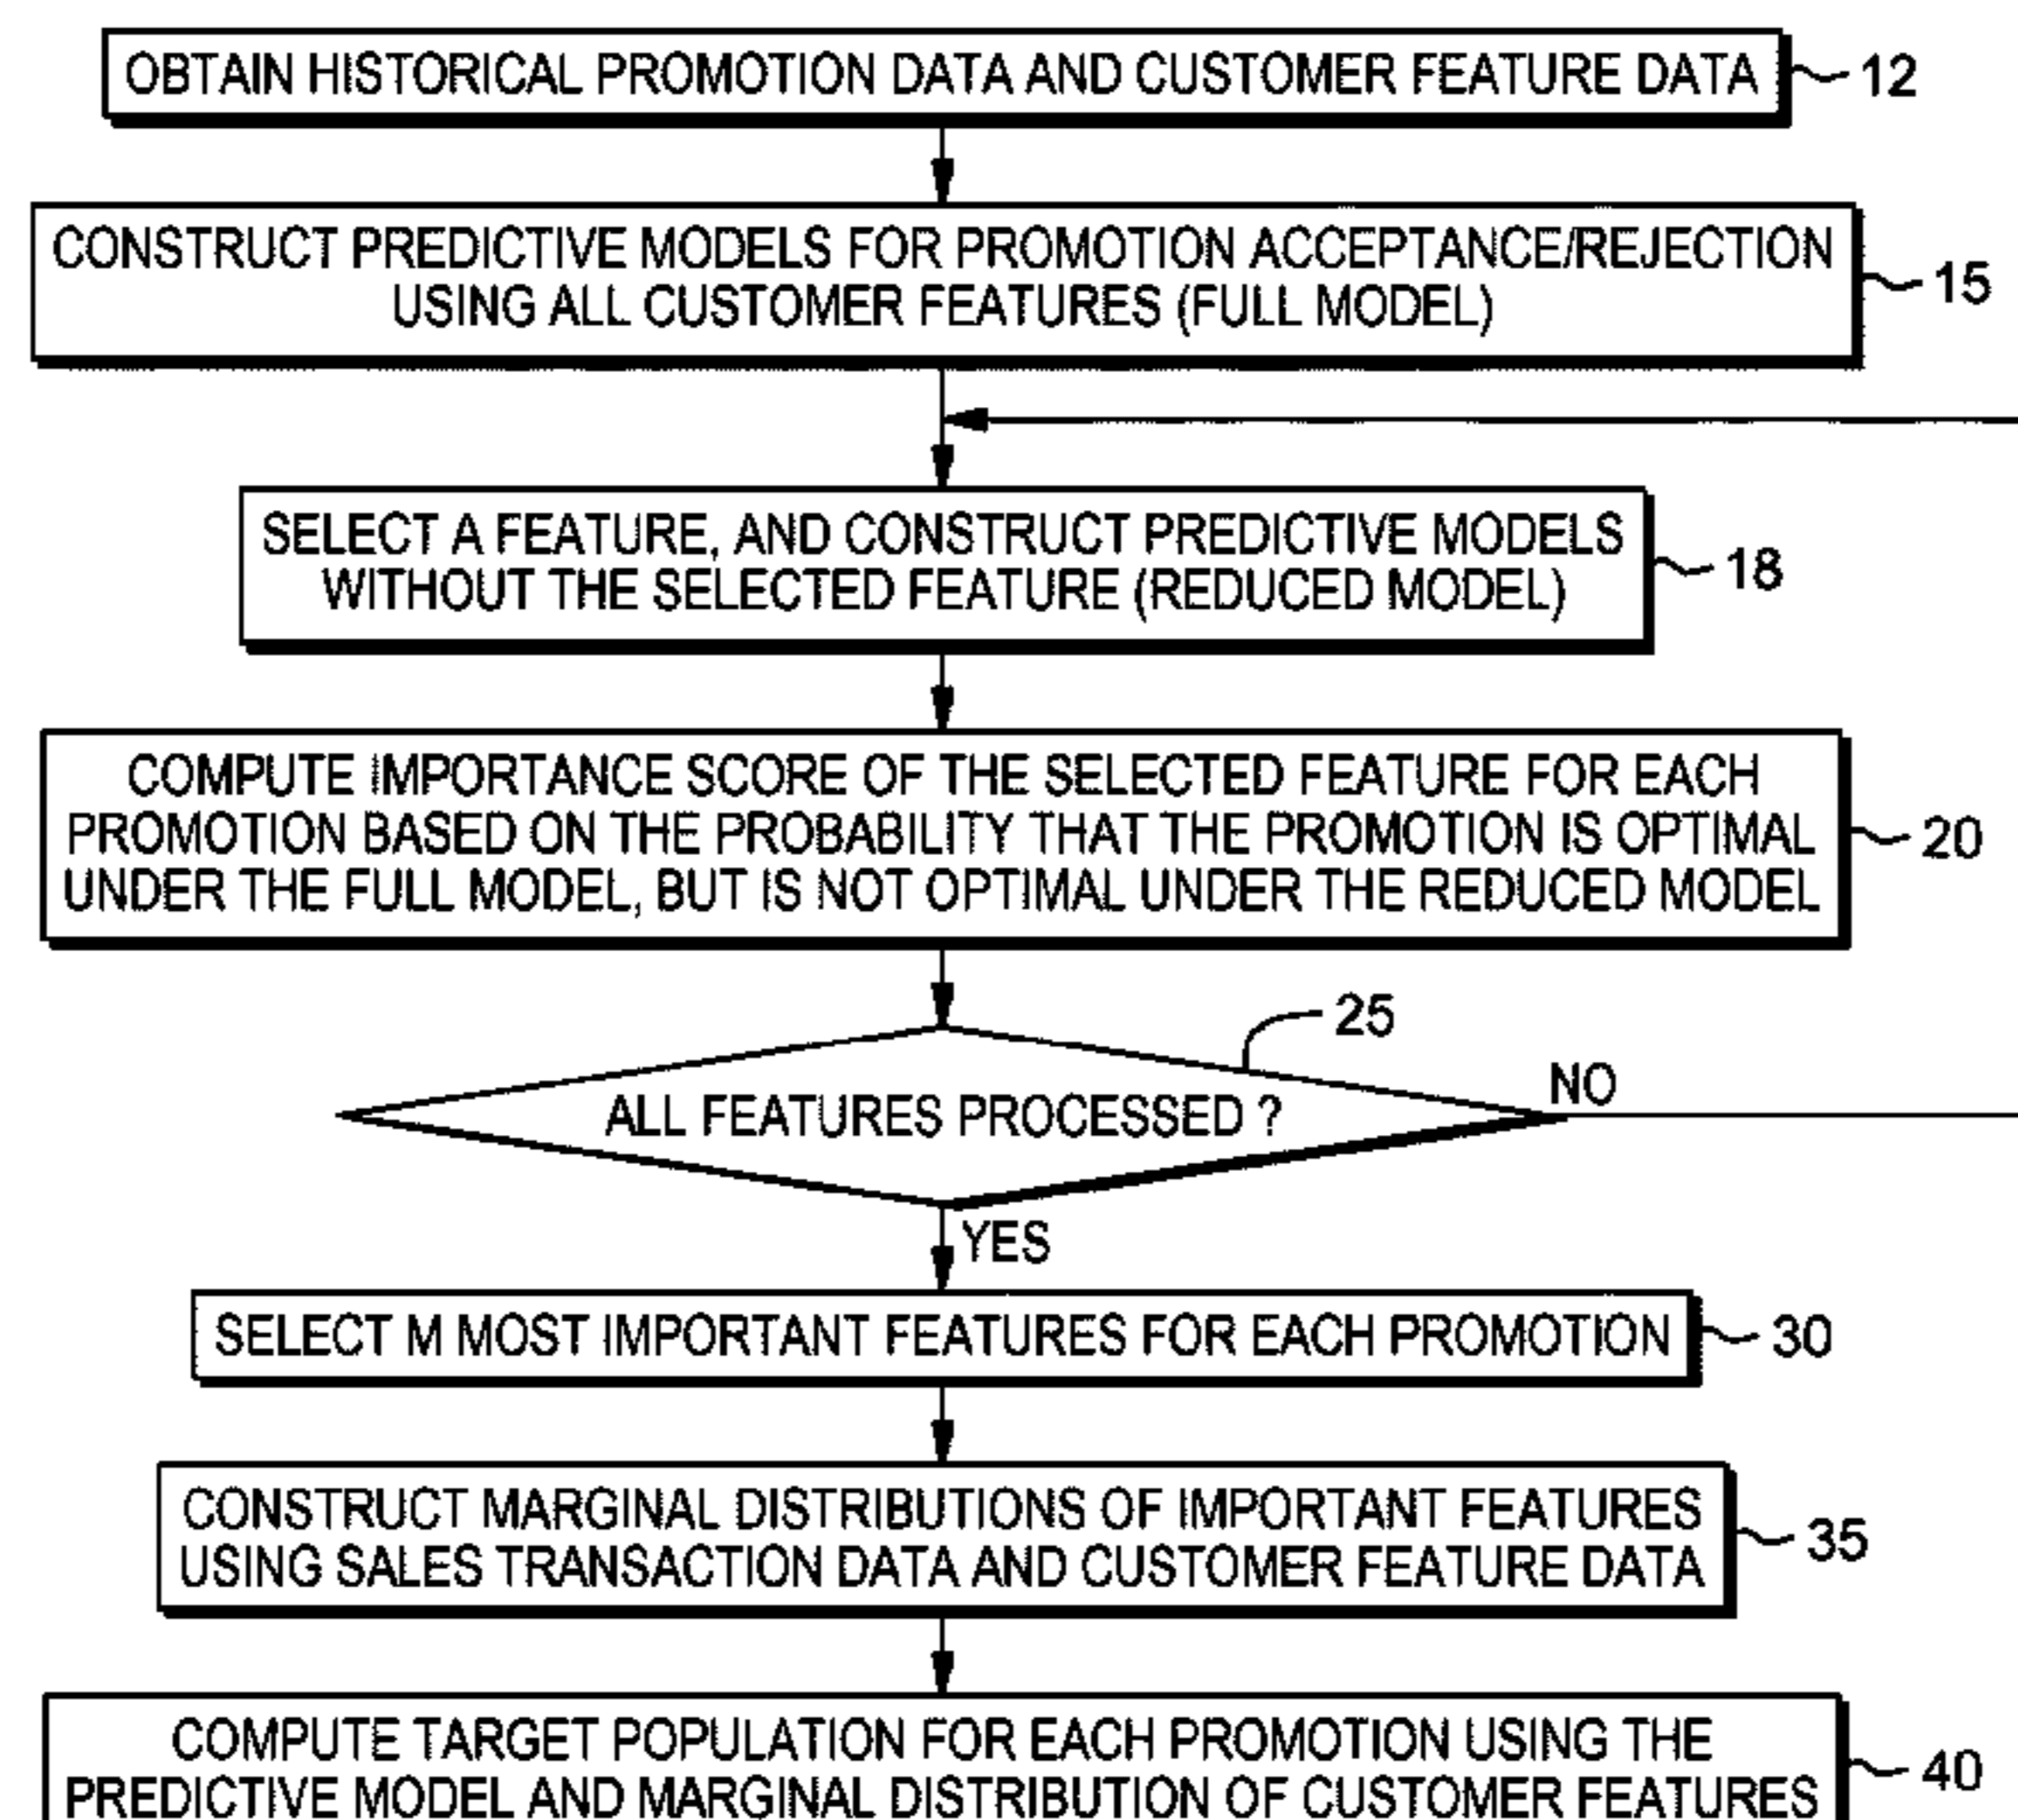 OBTAIN HISTORICAL PROMOTION DATA AND CUSTOMER FEATURE DATA
12
CONSTRUCT PREDICTIVE MODELS FOR PROMOTION ACCEPTANCE/REJECTION
USING ALL CUSTOMER FEATURES (FULL MODEL)
15
SELECT A FEATURE, AND CONSTRUCT PREDICTIVE MODELS
WITHOUT THE SELECTED FEATURE (REDUCED MODEL)
18
COMPUTE IMPORTANCE SCORE OF THE SELECTED FEATURE FOR EACH
PROMOTION BASED ON THE PROBABILITY THAT THE PROMOTION IS OPTIMAL
UNDER THE FULL MODEL, BUT IS NOT OPTIMAL UNDER THE REDUCED MODEL
20
25
ALL FEATURES PROCESSED ?
NO
YES
SELECT M MOST IMPORTANT FEATURES FOR EACH PROMOTION
30
CONSTRUCT MARGINAL DISTRIBUTIONS OF IMPORTANT FEATURES
USING SALES TRANSACTION DATA AND CUSTOMER FEATURE DATA
35
COMPUTE TARGET POPULATION FOR EACH PROMOTION USING THE
PREDICTIVE MODEL AND MARGINAL DISTRIBUTION OF CUSTOMER FEATURES
40